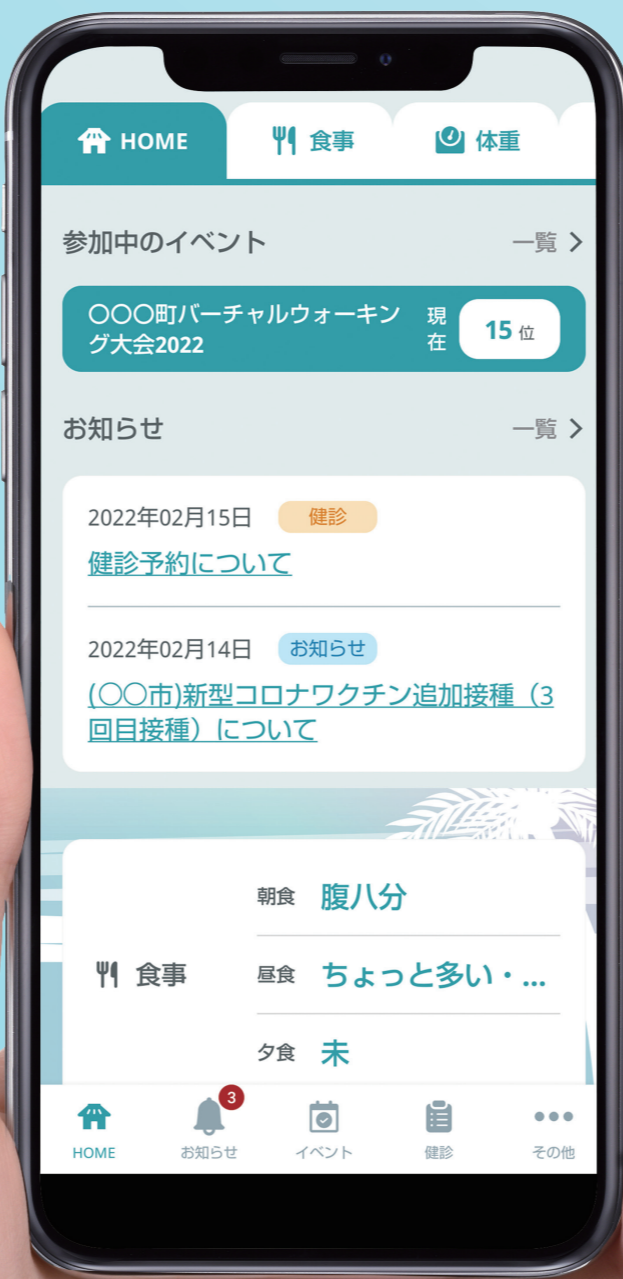 HOME
食事
体重
参加中のイベント
一覧
〇〇〇町バーチャルウォーキン
グ大会2022
現
在
15 位
お知らせ
一覧
2022年02月15日
健診
健診予約について
2022年02月14日
お知らせ
(〇〇市)新型コロナワクチン追加接種（3
回目接種）について
食事
朝食 腹八分
昼食 ちょっと多い・...
夕食 未
3
HOME
お知らせ
イベント
健診
その他